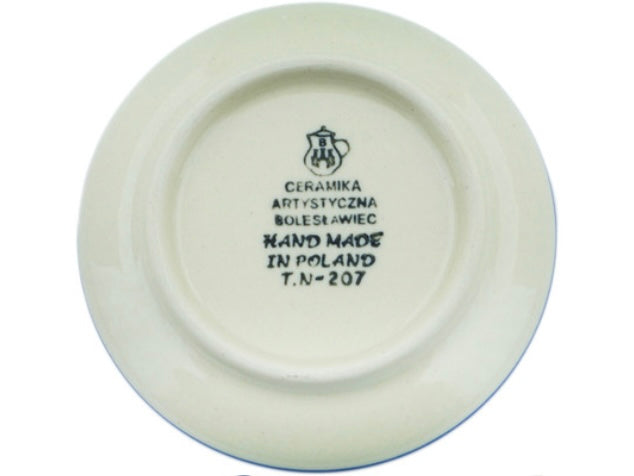 B
CERAMIKA
ARTYSTYCZNA
BOLESŁAWIEC
HAND MADE
IN POLAND
T.N-207